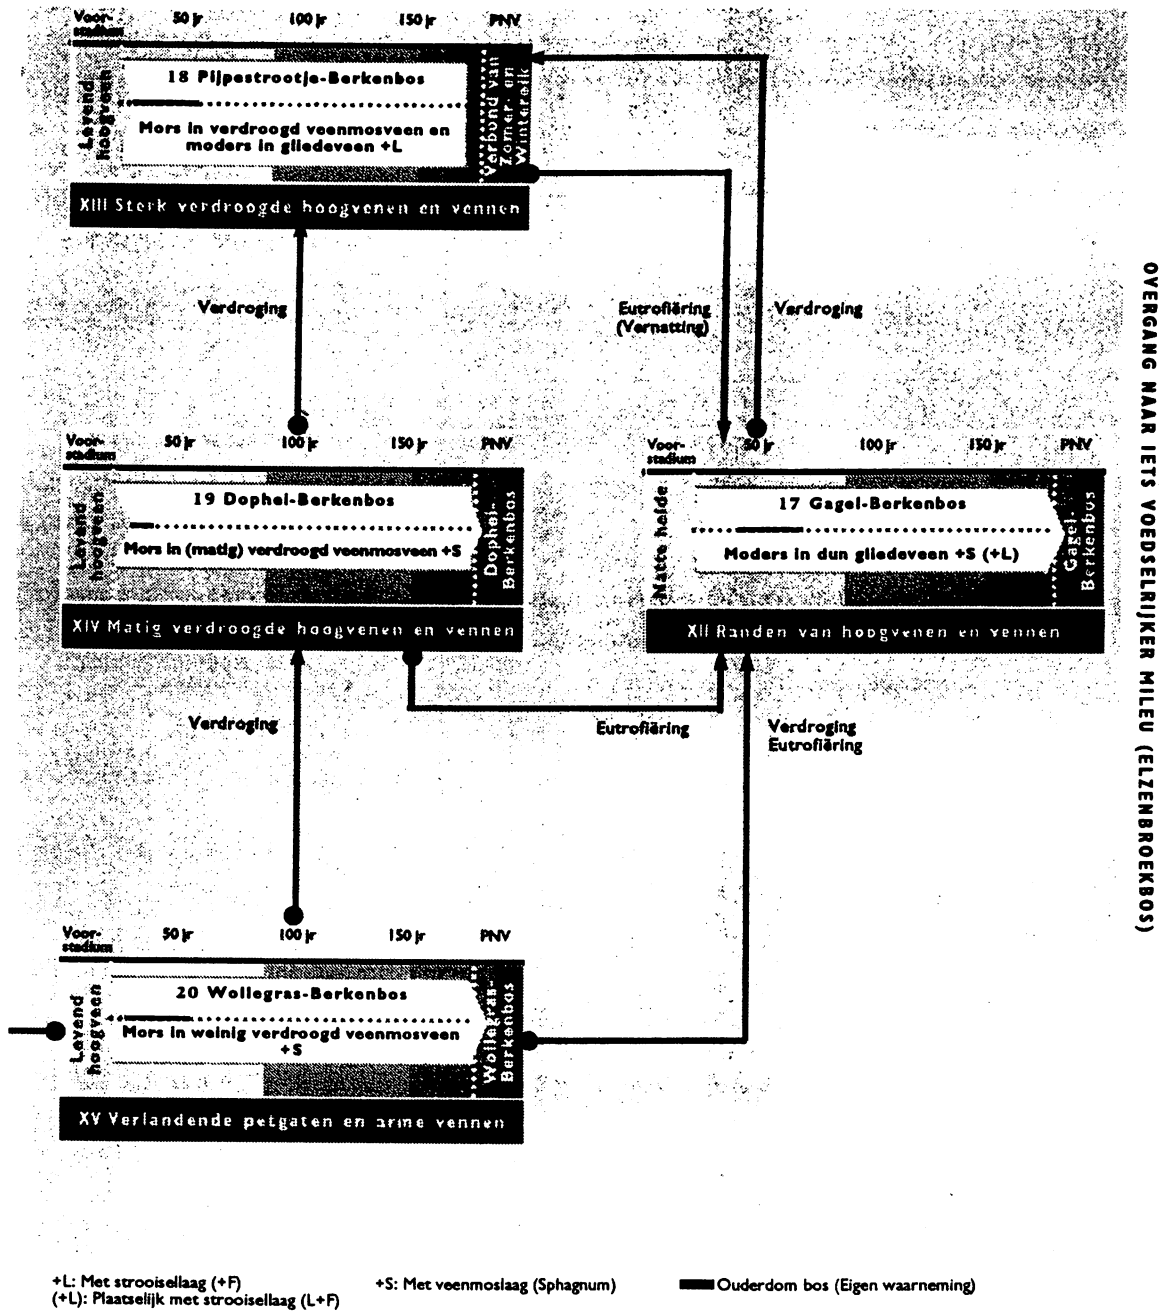 Voor-
stadium
50 jr 100 jr 150 jr PNV
Levend
hoogveen
18 Pijpestrootje-Berkenbos
Mors in verdroogd veenmosveen en
moders in gliedeveen +L
Verbond van
Zomer- en
Wintereik
XIII Sterk verdroogde hoogvenen en vennen
Verdroging
Eutrofiëring
(Vernatting)
Verdroging
Voor-
stadium
50 jr 100 jr 150 jr PNV
Levend
hoogveen
19 Dophei-Berkenbos
Mors in (matig) verdroogd veenmosveen +S
Dophei-
Berkenbos
XIV Matig verdroogde hoogvenen en vennen
Voor-
stadium
50 jr 100 jr 150 jr PNV
Natte heide
17 Gagel-Berkenbos
Moders in dun gliedeveen +S (+L)
Gagel-
Berkenbos
XII Randen van hoogvenen en vennen
Verdroging
Eutrofiëring
Verdroging
Eutrofiëring
Voor-
stadium
50 jr 100 jr 150 jr PNV
Levend
hoogveen
20 Wollegras-Berkenbos
Mors in weinig verdroogd veenmosveen
+S
Wollegras-
Berkenbos
XV Verlandende petgaten en arme vennen
OVERGANG NAAR IETS VOEDSELRIJKER MILEU (ELZENBROEKBOS)
+L: Met strooisellaag (+F)
(+L): Plaatselijk met strooisellaag (L+F)
+S: Met veenmoslaag (Sphagnum)
Ouderdom bos (Eigen waarneming)